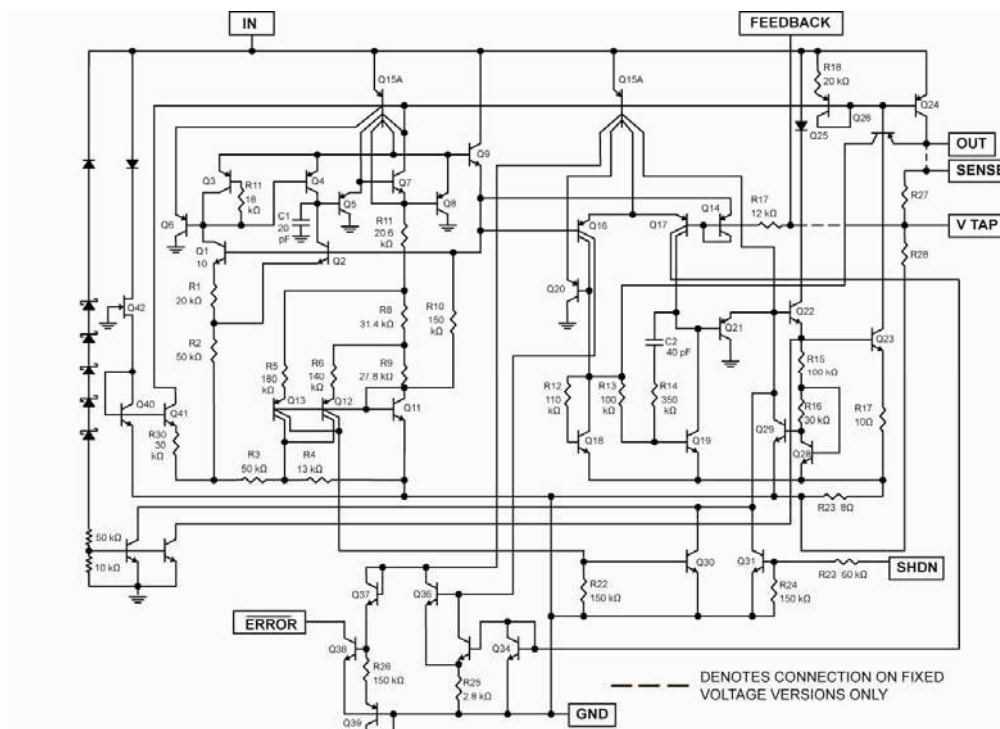 IN
FEEDBACK
Q15A
Q15A
R18
20 kΩ
Q24
Q26
Q25
OUT
SENSE
Q9
Q3
R11
18
kΩ
Q4
Q7
C1
20
pF
Q5
Q8
R27
Q6
R11
20.6
kΩ
Q16
Q17
Q14
R17
12 kΩ
V TAP
Q1
10
Q2
R28
R1
20 kΩ
Q20
Q42
R10
150
kΩ
R8
31.4 kΩ
Q22
C2
40 pF
Q21
Q23
R2
50 kΩ
R5
180
kΩ
R6
140
kΩ
R9
27.8 kΩ
R15
100 kΩ
R12
110
kΩ
R13
100
kΩ
R14
350
kΩ
R16
30 kΩ
R17
10Ω
Q40
Q41
Q13
Q12
Q11
Q29
R30
30
kΩ
Q18
Q19
Q28
R3
50 kΩ
R4
13 kΩ
R23 8Ω
50 kΩ
10 kΩ
Q30
Q31
SHDN
R23 60 kΩ
R22
150 kΩ
R24
150 kΩ
Q37
Q36
ERROR
Q38
Q34
R26
150 kΩ
R25
2.8 kΩ
DENOTES CONNECTION ON FIXED
VOLTAGE VERSIONS ONLY
GND
Q39